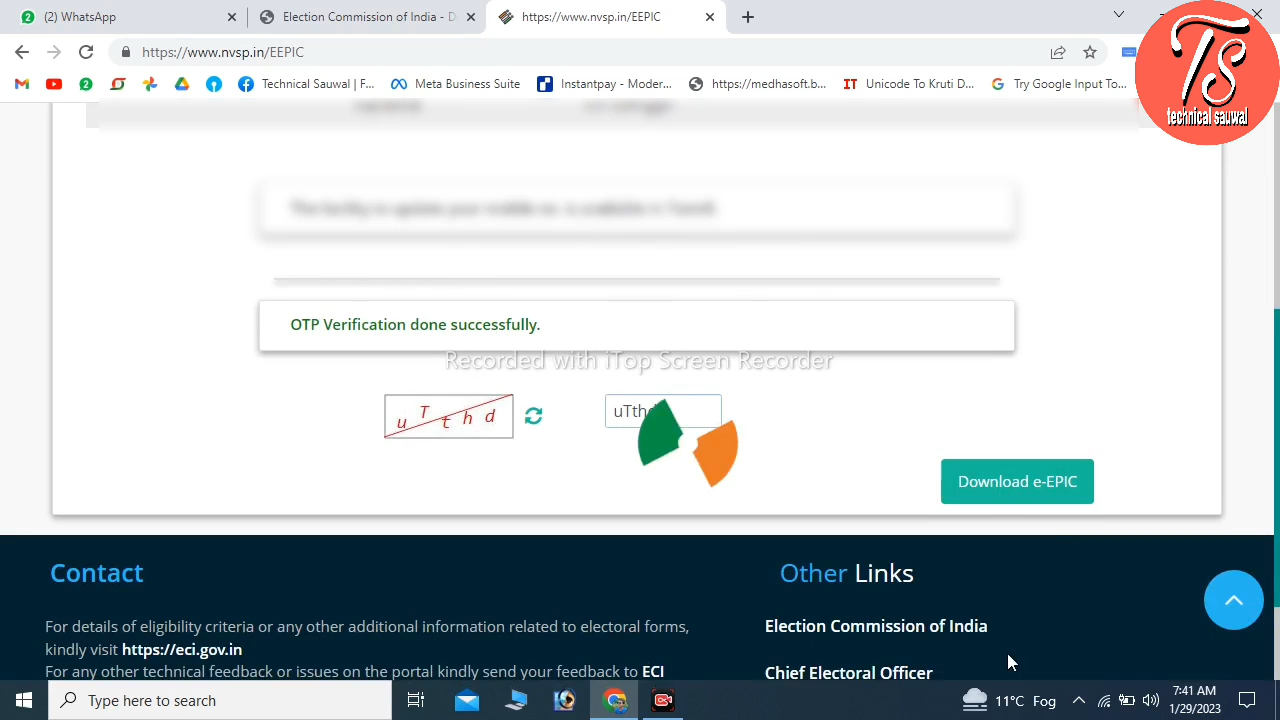 (2) WhatsApp
Election Commission of India - D
https://www.nvsp.in/EEPIC
https://www.nvsp.in/EEPIC
Technical Sauwal | F...
Meta Business Suite
Instantpay - Moder...
https://medhasoft.b...
Unicode To Kruti D...
Try Google Input To...
TS
technical sauwal
OTP Verification done successfully.
Recorded with iTop Screen Recorder
u T t h d
uTthd
Download e-EPIC
Contact
For details of eligibility criteria or any other additional information related to electoral forms,
kindly visit https://eci.gov.in
For any other technical feedback or issues on the portal kindly send your feedback to ECI
Other Links
Election Commission of India
Chief Electoral Officer
Type here to search
11°C Fog
7:41 AM
1/29/2023